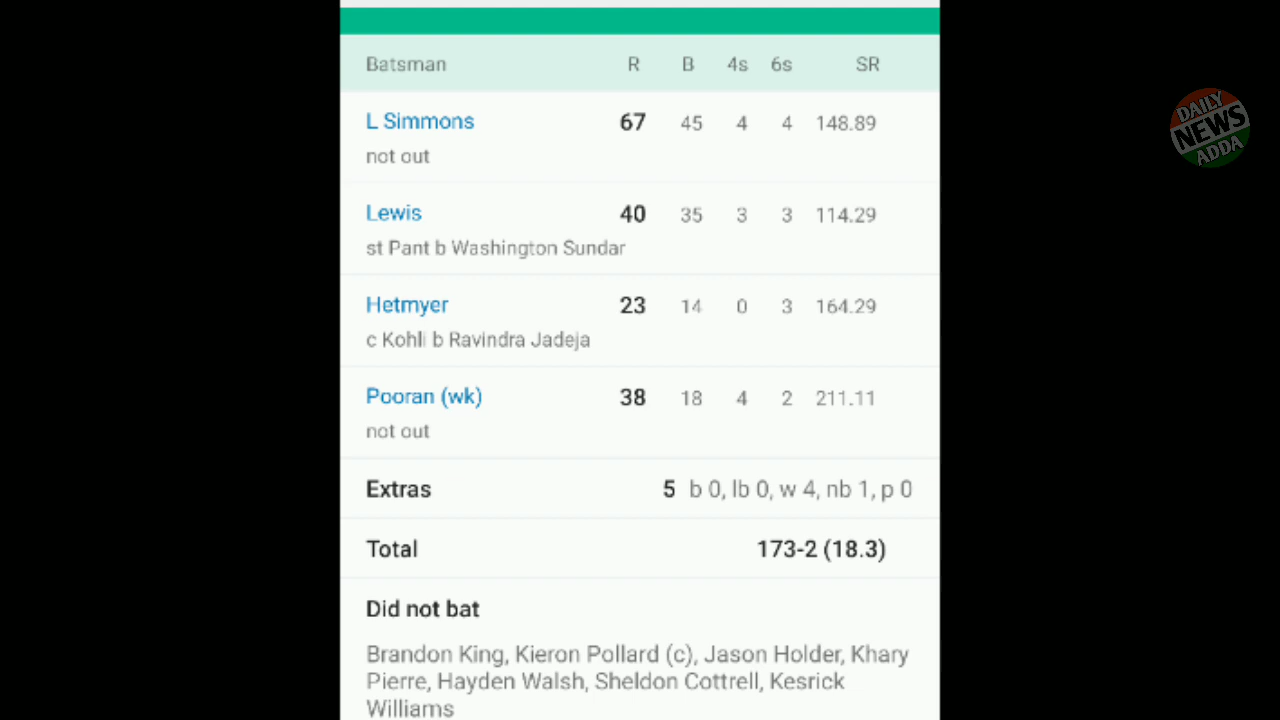 Batsman R B 4s 6s SR
L Simmons 67 45 4 4 148.89
not out
Lewis 40 35 3 3 114.29
st Pant b Washington Sundar
Hetmyer 23 14 0 3 164.29
c Kohli b Ravindra Jadeja
Pooran (wk) 38 18 4 2 211.11
not out
Extras 5 b 0, lb 0, w 4, nb 1, p 0
Total 173-2 (18.3)
Did not bat
Brandon King, Kieron Pollard (c), Jason Holder, Khary
Pierre, Hayden Walsh, Sheldon Cottrell, Kesrick
Williams
DAILY
NEWS
ADDA